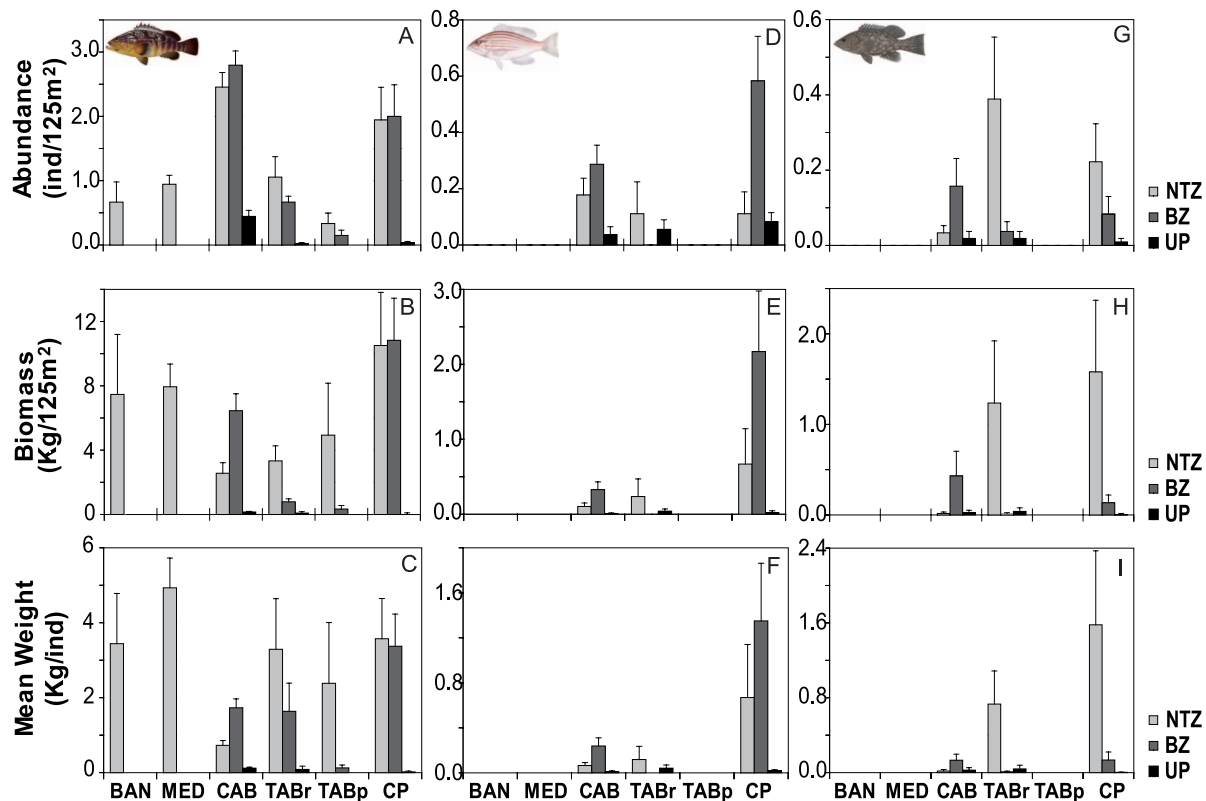 A
D
G
Abundance
(ind/125m²)
3.0
2.0
1.0
0.0
0.8
0.6
0.4
0.2
0.0
0.6
0.4
0.2
0.0
NTZ
BZ
UP
B
E
H
Biomass
(Kg/125m²)
12
8
4
0
3.0
2.0
1.0
0.0
2.0
1.0
0.0
NTZ
BZ
UP
C
F
I
Mean Weight
(Kg/ind)
6
4
2
0
1.6
0.8
0.0
2.4
1.6
0.8
0.0
NTZ
BZ
UP
BAN MED CAB TABr TABp CP
BAN MED CAB TABr TABp CP
BAN MED CAB TABr TABp CP